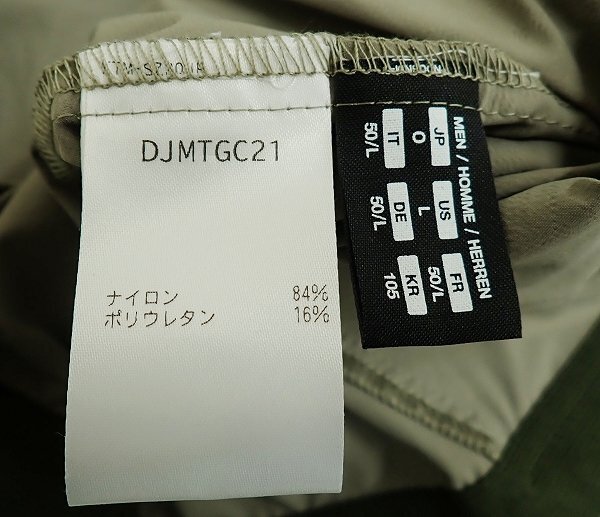 DJMTGC21
ナイロン 84%
ポリウレタン 16%
MEN / HOMME / HERREN
JP US FR
O L 50/L
IT DE KR
50/L 50/L 105